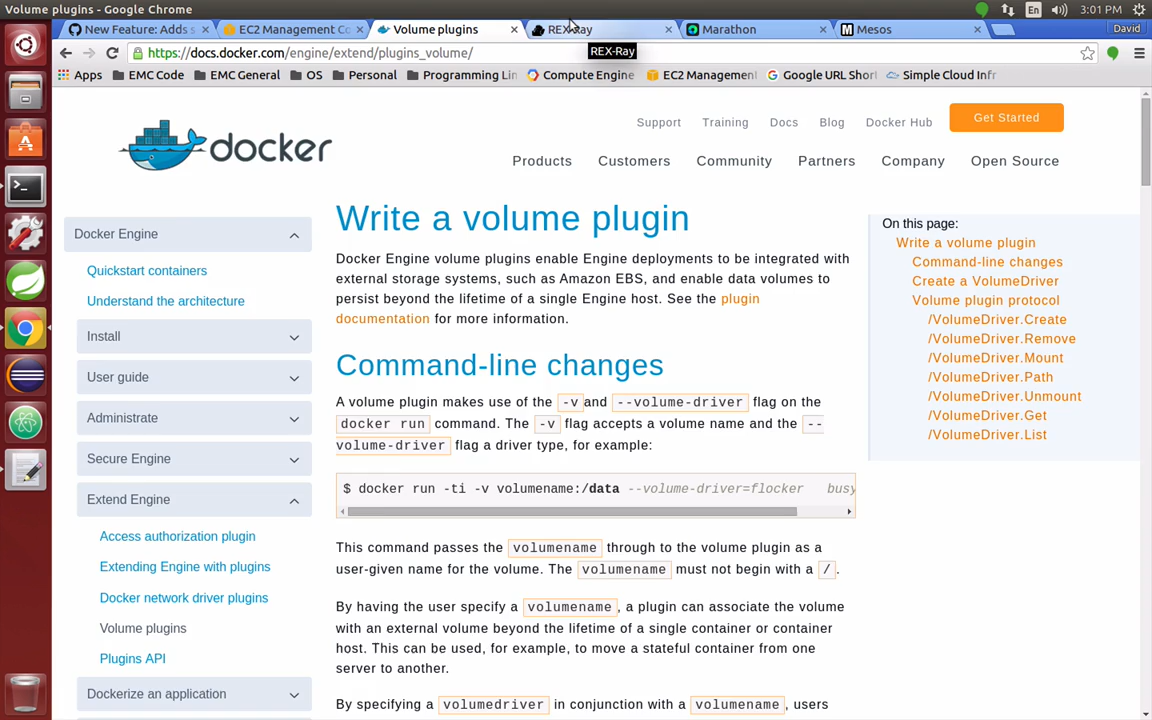 Volume plugins - Google Chrome
En
3:01 PM
New Feature: Adds s
EC2 Management C
Volume plugins
REX-Ray
Marathon
Mesos
David
https://docs.docker.com/engine/extend/plugins_volume/
REX-Ray
Apps
EMC Code
EMC General
OS
Personal
Programming Lin
Compute Engine
EC2 Management
Google URL Short
Simple Cloud Infr
docker
Support
Training
Docs
Blog
Docker Hub
Get Started
Products
Customers
Community
Partners
Company
Open Source
Docker Engine
Quickstart containers
Understand the architecture
Install
User guide
Administrate
Secure Engine
Extend Engine
Access authorization plugin
Extending Engine with plugins
Docker network driver plugins
Volume plugins
Plugins API
Dockerize an application
Write a volume plugin
Docker Engine volume plugins enable Engine deployments to be integrated with
external storage systems, such as Amazon EBS, and enable data volumes to
persist beyond the lifetime of a single Engine host. See the plugin
documentation for more information.
Command-line changes
A volume plugin makes use of the -v and --volume-driver flag on the
docker run command. The -v flag accepts a volume name and the --
volume-driver flag a driver type, for example:
$ docker run -ti -v volumename:/data --volume-driver=flocker busy
This command passes the volumename through to the volume plugin as a
user-given name for the volume. The volumename must not begin with a /.
By having the user specify a volumename, a plugin can associate the volume
with an external volume beyond the lifetime of a single container or container
host. This can be used, for example, to move a stateful container from one
server to another.
By specifying a volumedriver in conjunction with a volumename, users
On this page:
Write a volume plugin
Command-line changes
Create a VolumeDriver
Volume plugin protocol
/VolumeDriver.Create
/VolumeDriver.Remove
/VolumeDriver.Mount
/VolumeDriver.Path
/VolumeDriver.Unmount
/VolumeDriver.Get
/VolumeDriver.List